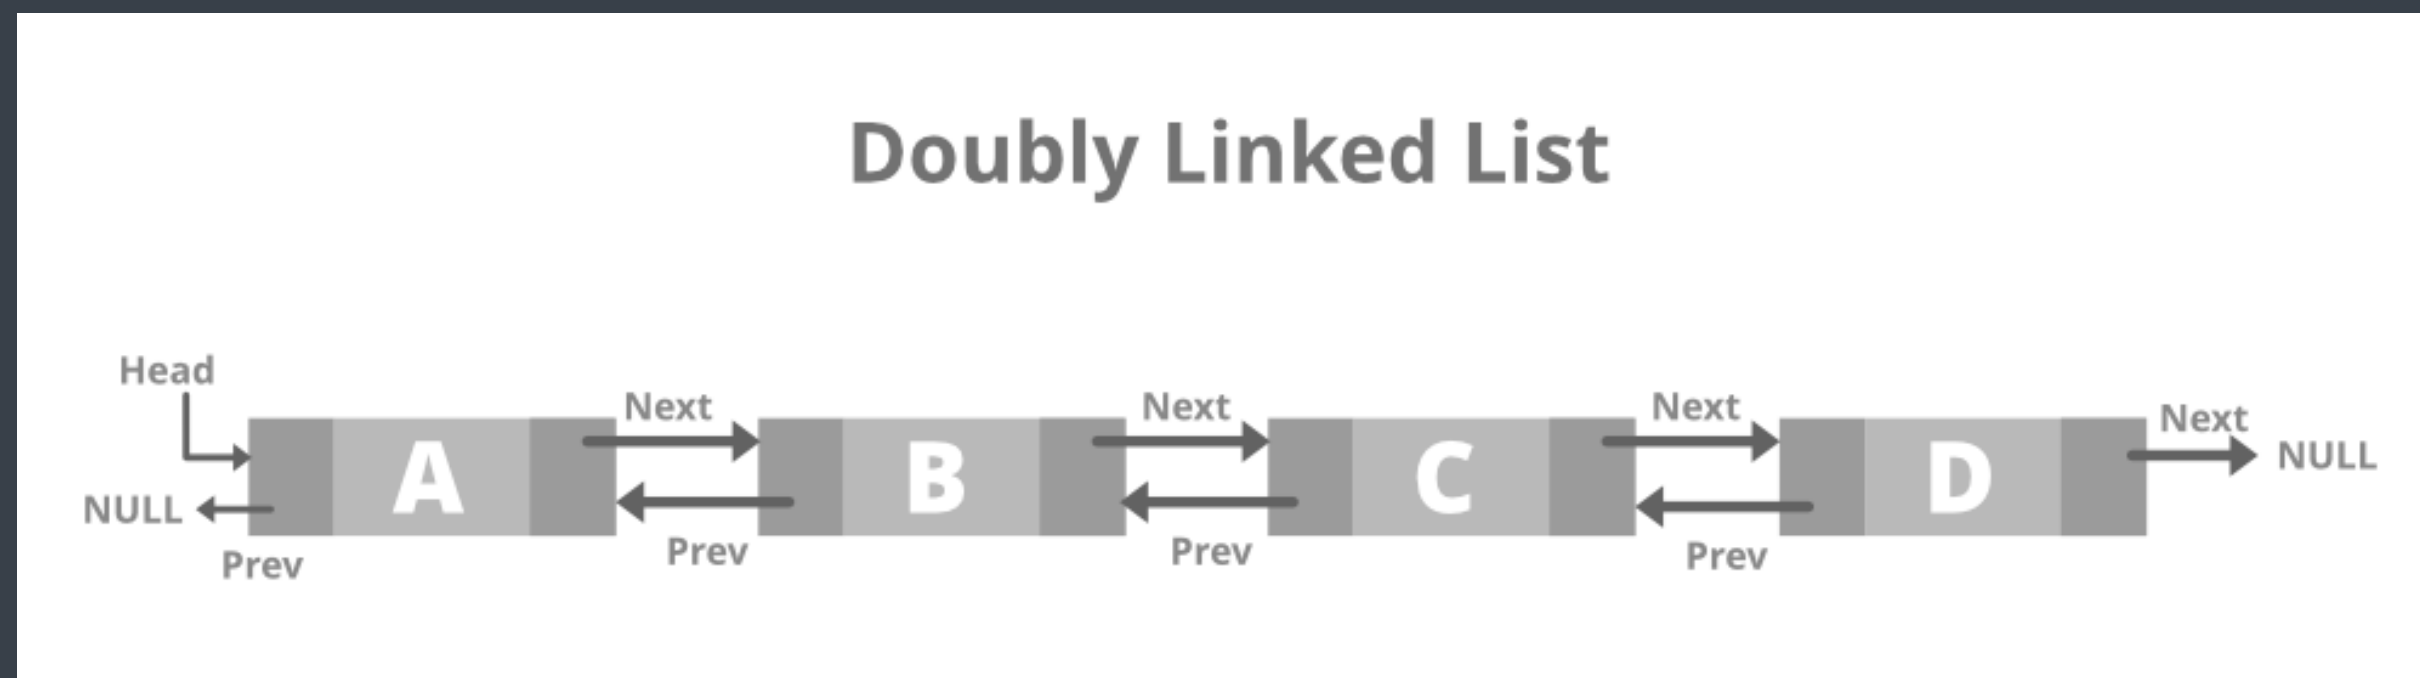 Doubly Linked List
Head
Next Next Next Next
A B C D
NULL NULL
Prev Prev Prev Prev